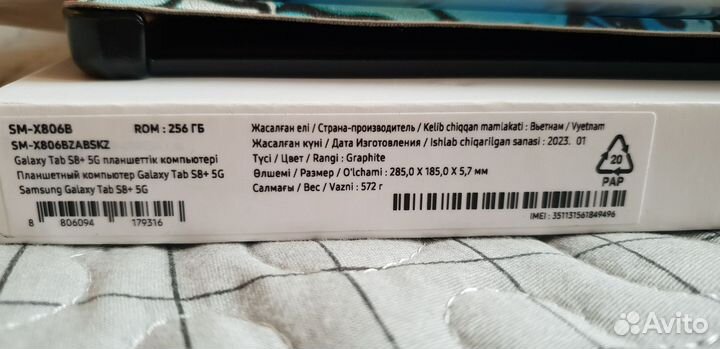 SM-X806B ROM : 256 ГБ
SM-X806BZABSKZ
Galaxy Tab S8+ 5G планшеттік компьютері
Планшетный компьютер Galaxy Tab S8+ 5G
Samsung Galaxy Tab S8+ 5G
8 806094 179316
Жасалған елі / Страна-производитель / Kelib chiqqan mamlakati : Вьетнам / Vyetnam
Жасалған күні / Дата Изготовления / Ishlab chiqarilgan sanasi : 2023. 01
Түсі / Цвет / Rangi : Graphite
Өлшемі / Размер / O'lchami : 285,0 X 185,0 X 5,7 мм
Салмағы / Вес / Vazni : 572 г
IMEI : 351131561849496
20
PAP
Avito